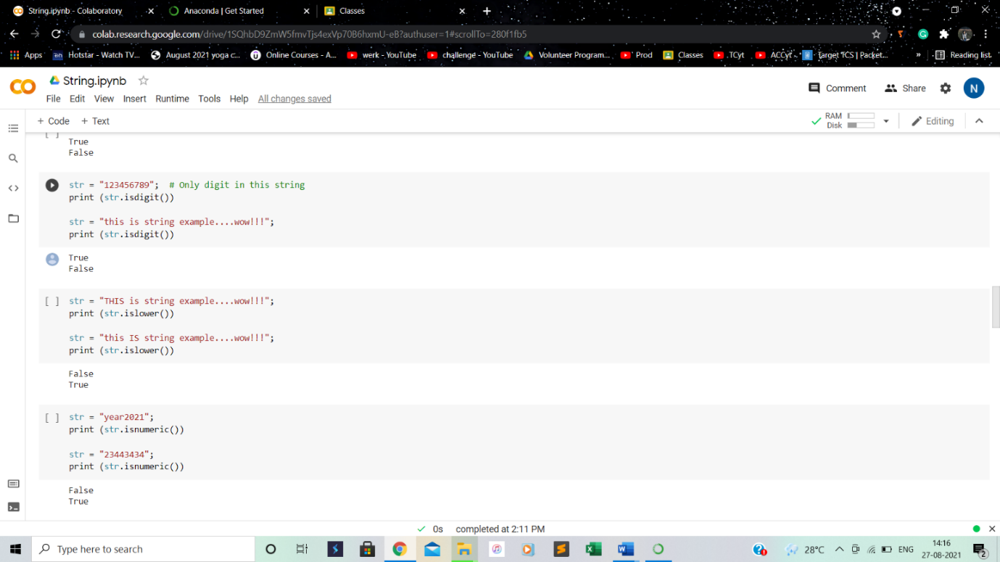 String.ipynb - Colaboratory
Anaconda | Get Started
Classes
colab.research.google.com/drive/1SQhbD9ZmW5fmvTjs4exVp70B6hxmU-eB?authuser=1#scrollTo=280f1fb5
Apps
Hotstar - Watch TV...
August 2021 yoga c...
Online Courses - A...
werk - YouTube
challenge - YouTube
Volunteer Program...
Prod
Classes
TCyt
ACCyt
Target TCS | Packet...
»
Reading list
String.ipynb
File Edit View Insert Runtime Tools Help All changes saved
Comment
Share
N
+ Code + Text
RAM
Disk
Editing
[ ]
True
False
str = "123456789"; # Only digit in this string
print (str.isdigit())
str = "this is string example....wow!!!";
print (str.isdigit())
True
False
[ ] str = "THIS is string example....wow!!!";
print (str.islower())
str = "this IS string example....wow!!!";
print (str.islower())
False
True
[ ] str = "year2021";
print (str.isnumeric())
str = "23443434";
print (str.isnumeric())
False
True
0s completed at 2:11 PM
Type here to search
28°C
ENG
14:16
27-08-2021
2